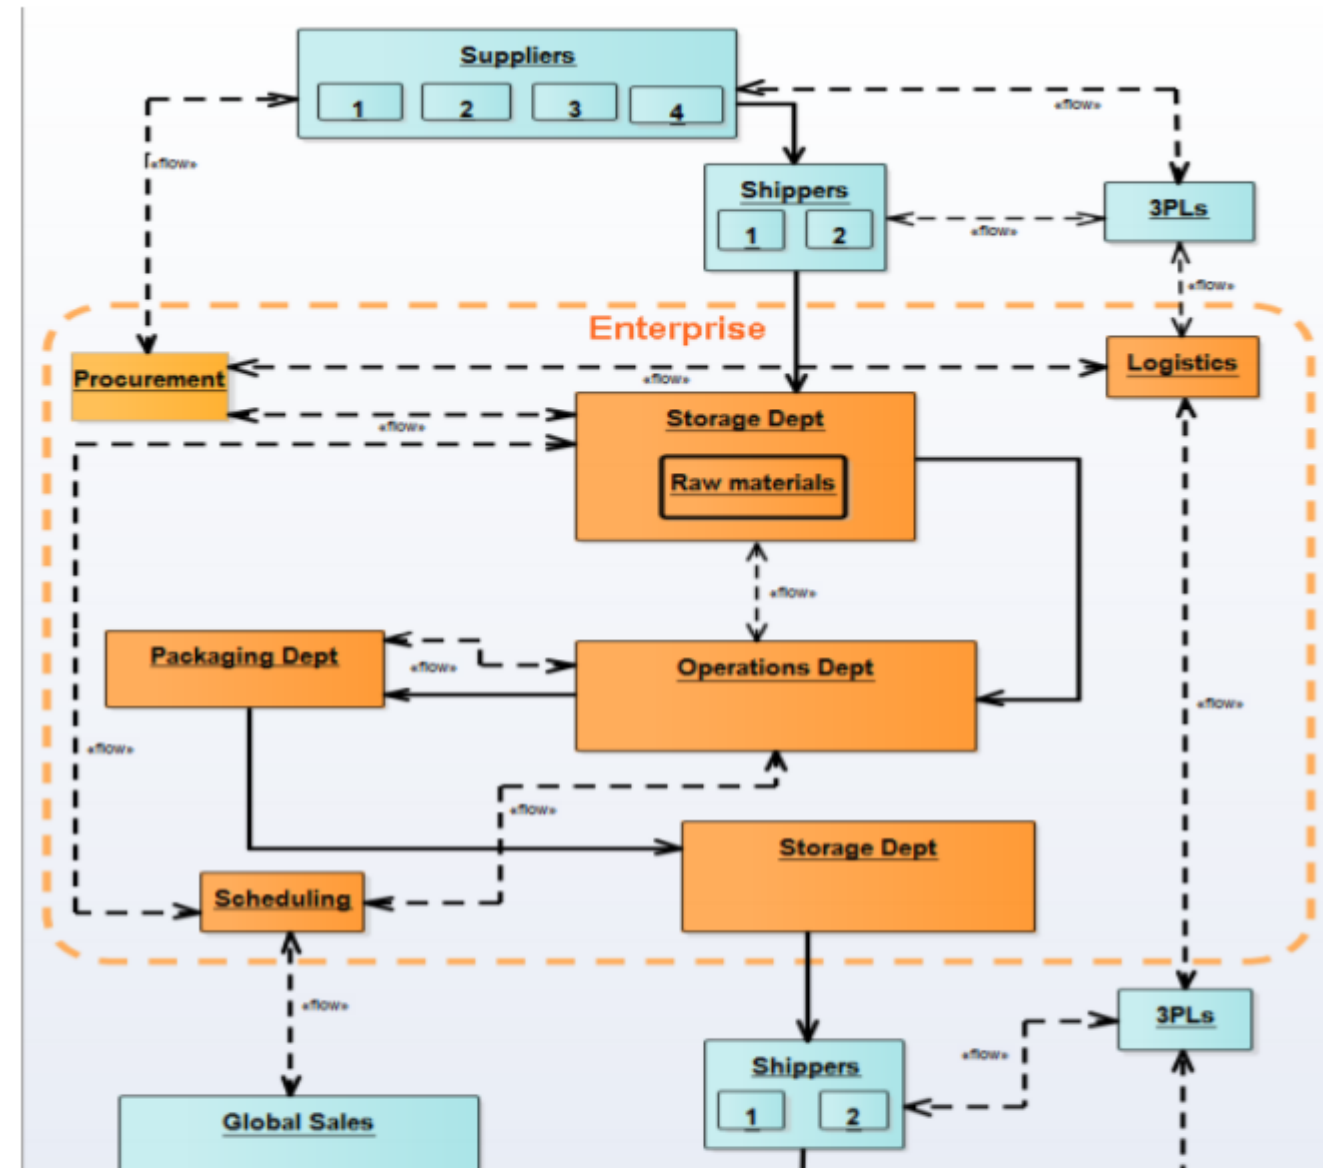 Suppliers
1 2 3 4
«flow»
«flow»
Shippers
1 2
3PLs
«flow»
«flow»
Enterprise
Procurement
Logistics
«flow»
Storage Dept
«flow»
Raw materials
«flow»
Packaging Dept
Operations Dept
«flow»
«flow»
«flow»
«flow»
Storage Dept
Scheduling
«flow»
3PLs
«flow»
Shippers
1 2
Global Sales